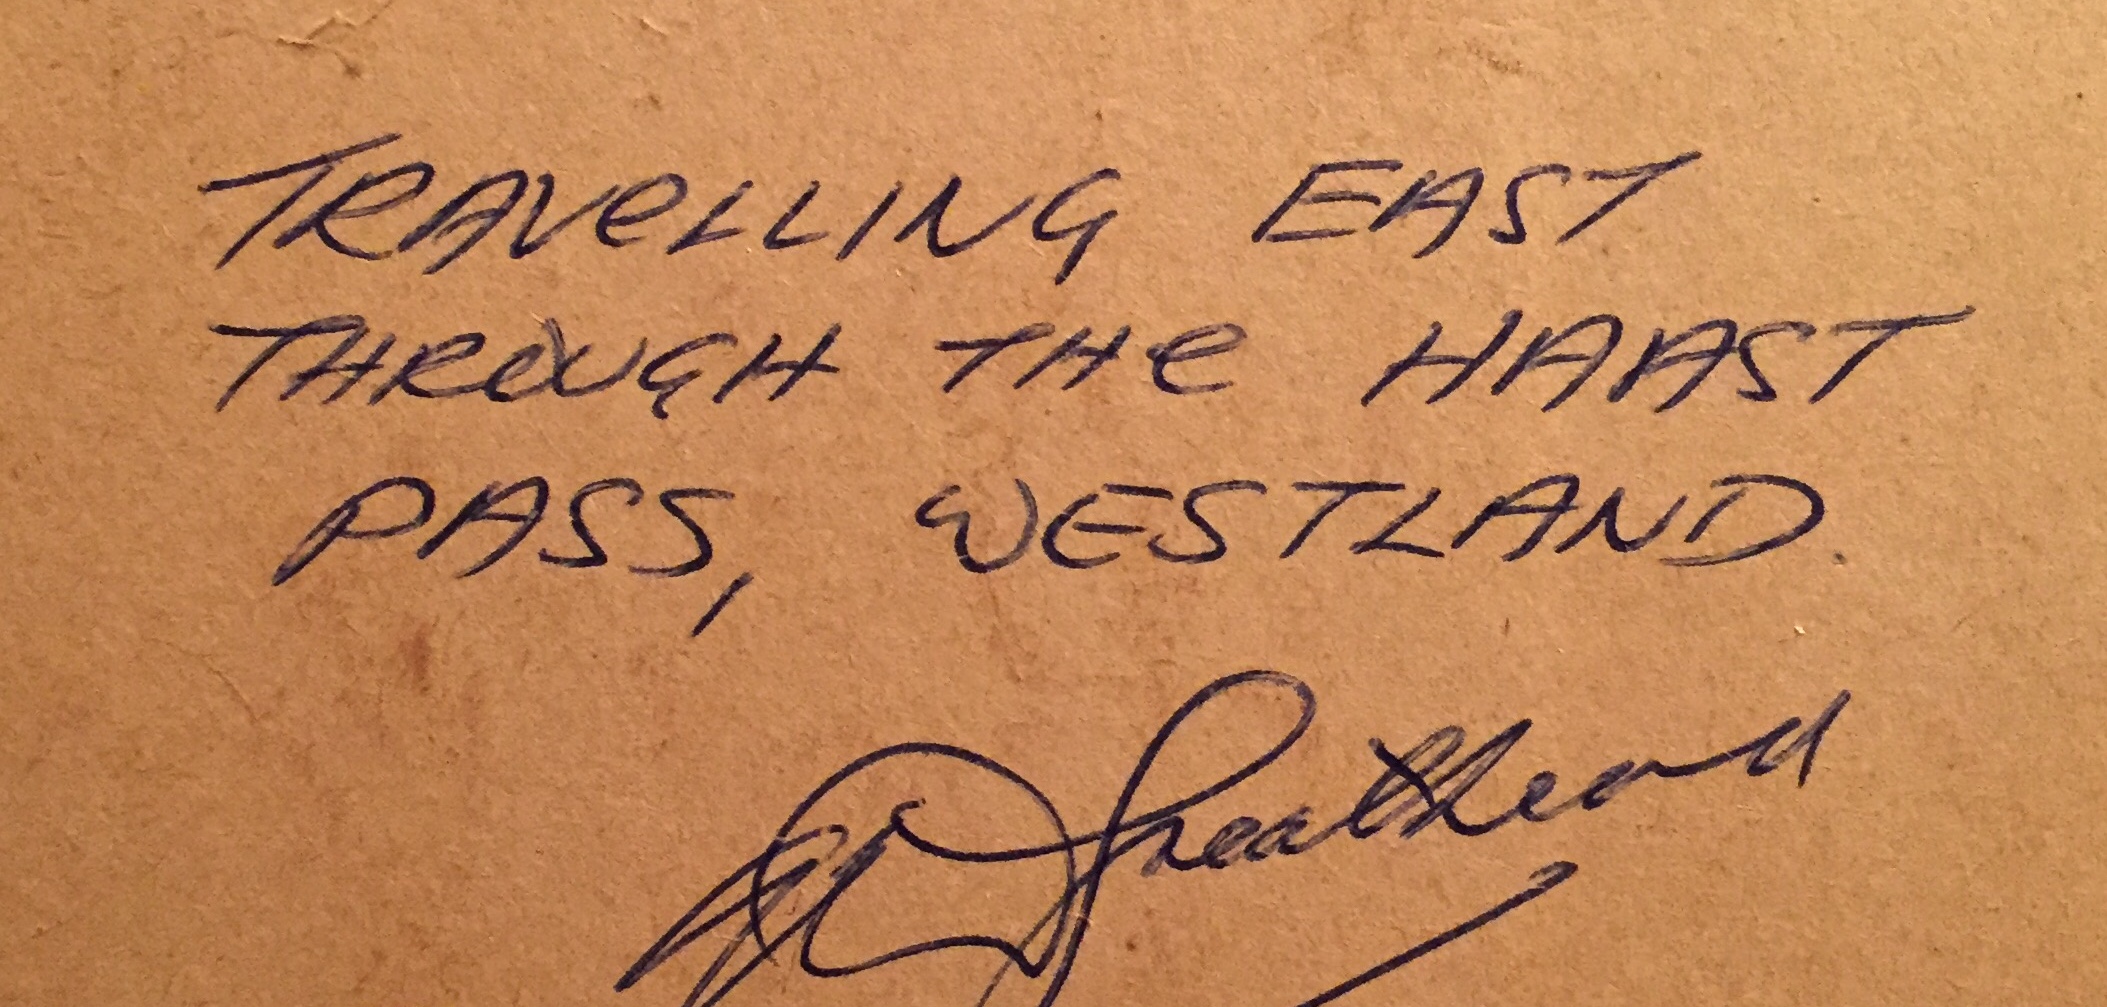 TRAVELLING EAST
THROUGH THE HAAST
PASS, WESTLAND.